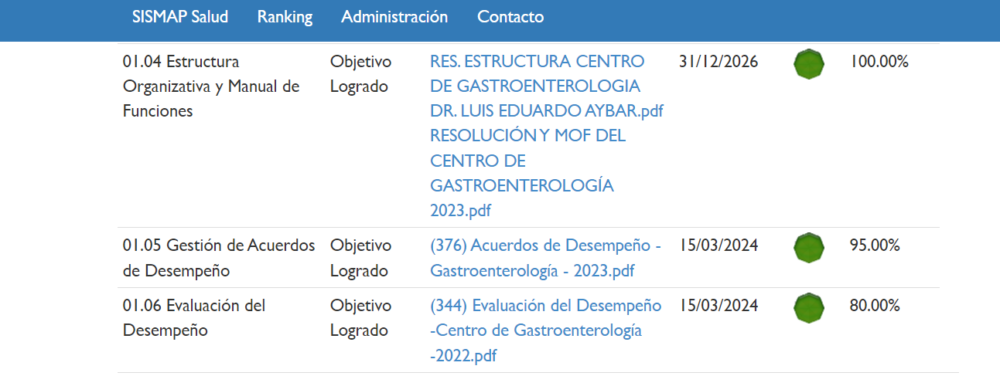 SISMAP Salud Ranking Administración Contacto
01.04 Estructura Organizativa y Manual de Funciones
Objetivo Logrado
RES. ESTRUCTURA CENTRO
DE GASTROENTEROLOGIA
DR. LUIS EDUARDO AYBAR.pdf
RESOLUCIÓN Y MOF DEL
CENTRO DE
GASTROENTEROLOGÍA
2023.pdf
31/12/2026
100.00%
01.05 Gestión de Acuerdos
de Desempeño
Objetivo
Logrado
(376) Acuerdos de Desempeño -
Gastroenterología - 2023.pdf
15/03/2024
95.00%
01.06 Evaluación del
Desempeño
Objetivo
Logrado
(344) Evaluación del Desempeño
-Centro de Gastroenterología
-2022.pdf
15/03/2024
80.00%